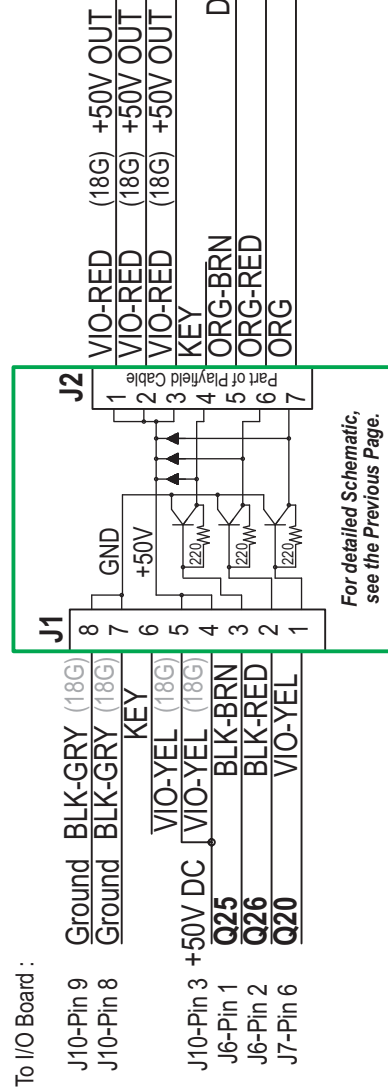 To I/O Board :
J10-Pin 9 Ground BLK-GRY (18G)
J10-Pin 8 Ground BLK-GRY (18G)
KEY
VIO-YEL (18G)
J10-Pin 3 +50V DC VIO-YEL (18G)
J6-Pin 1 Q25 BLK-BRN
J6-Pin 2 Q26 BLK-RED
J7-Pin 6 Q20 VIO-YEL
J1
8
7
6
5
4
3
2
1
GND
+50V
220
220
220
For detailed Schematic,
see the Previous Page.
J2
1
2
3
4
5
6
7
Part of Playfield Cable
VIO-RED (18G) +50V OUT
VIO-RED (18G) +50V OUT
VIO-RED (18G) +50V OUT
KEY
ORG-BRN
ORG-RED
ORG
D